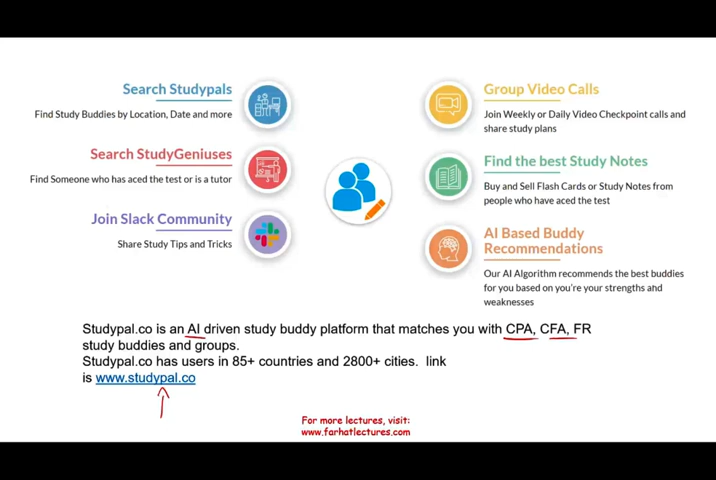 Search Studypals
Find Study Buddies by Location, Date and more
Search StudyGeniuses
Find Someone who has aced the test or is a tutor
Join Slack Community
Share Study Tips and Tricks
Group Video Calls
Join Weekly or Daily Video Checkpoint calls and
share study plans
Find the best Study Notes
Buy and Sell Flash Cards or Study Notes from
people who have aced the test
AI Based Buddy
Recommendations
Our AI Algorithm recommends the best buddies
for you based on you're your strengths and
weaknesses
Studypal.co is an AI driven study buddy platform that matches you with CPA, CFA, FR
study buddies and groups.
Studypal.co has users in 85+ countries and 2800+ cities. link
is www.studypal.co
For more lectures, visit:
www.farhatlectures.com